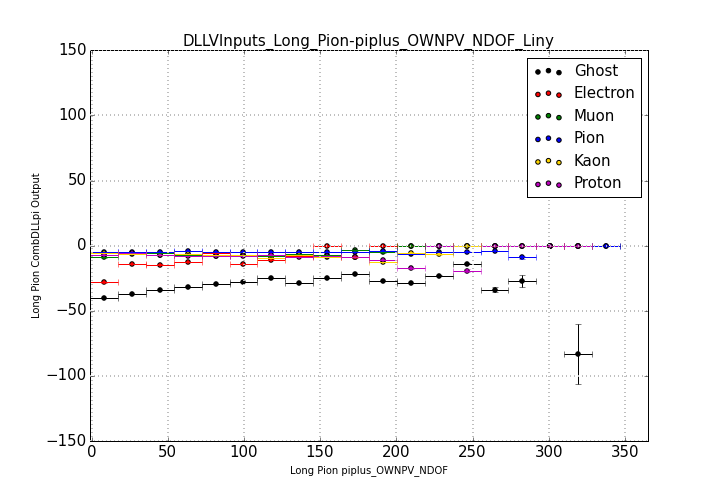 DLLVInputs_Long_Pion-piplus_OWNPV_NDOF_Liny
150
100
50
0
−50
−100
−150
Long Pion CombDLLpi Output
Ghost
Electron
Muon
Pion
Kaon
Proton
0 50 100 150 200 250 300 350
Long Pion piplus_OWNPV_NDOF